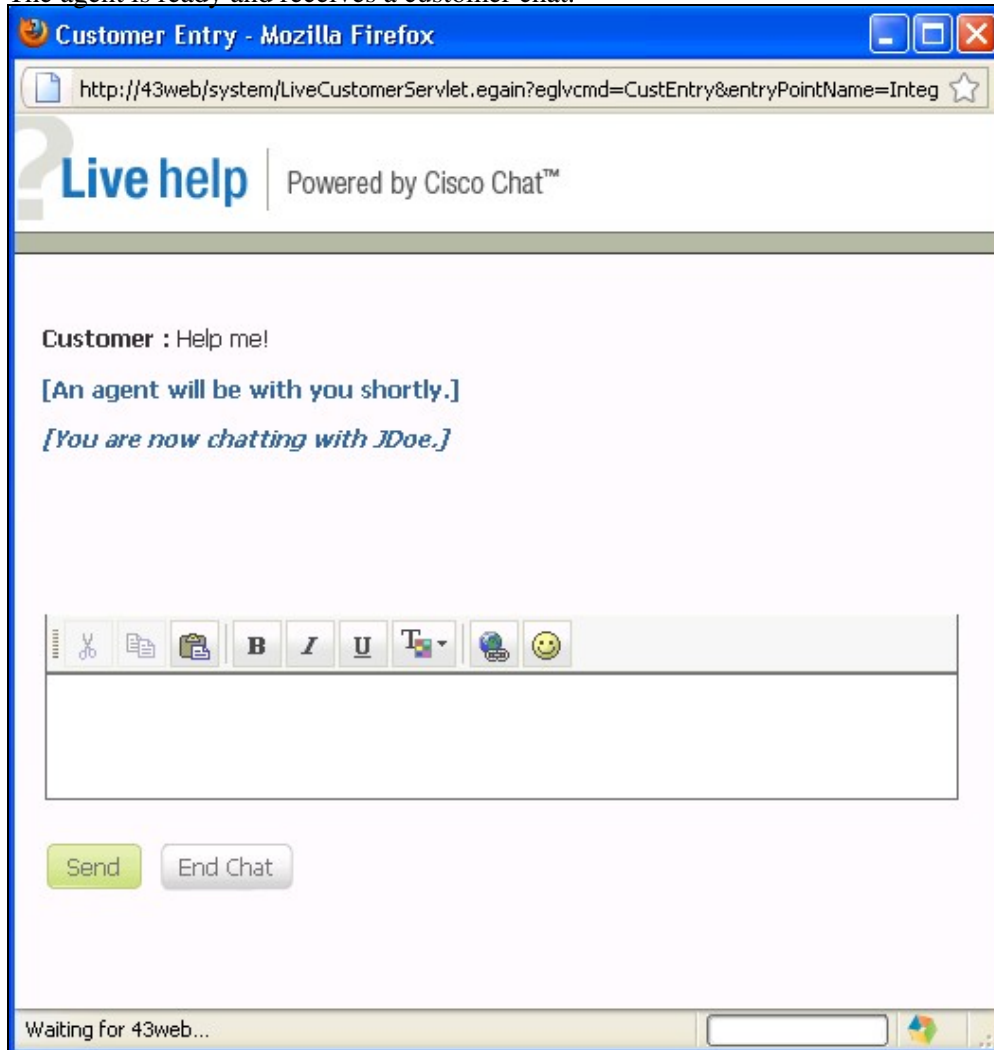 The agent is ready and receives a customer chat.
Customer Entry - Mozilla Firefox
http://43web/system/LiveCustomerServlet.egain?eglvcmd=CustEntry&entryPointName=Integ
? Live help Powered by Cisco Chat™
Customer : Help me!
[An agent will be with you shortly.]
[You are now chatting with JDoe.]
B I U T
Send End Chat
Waiting for 43web...